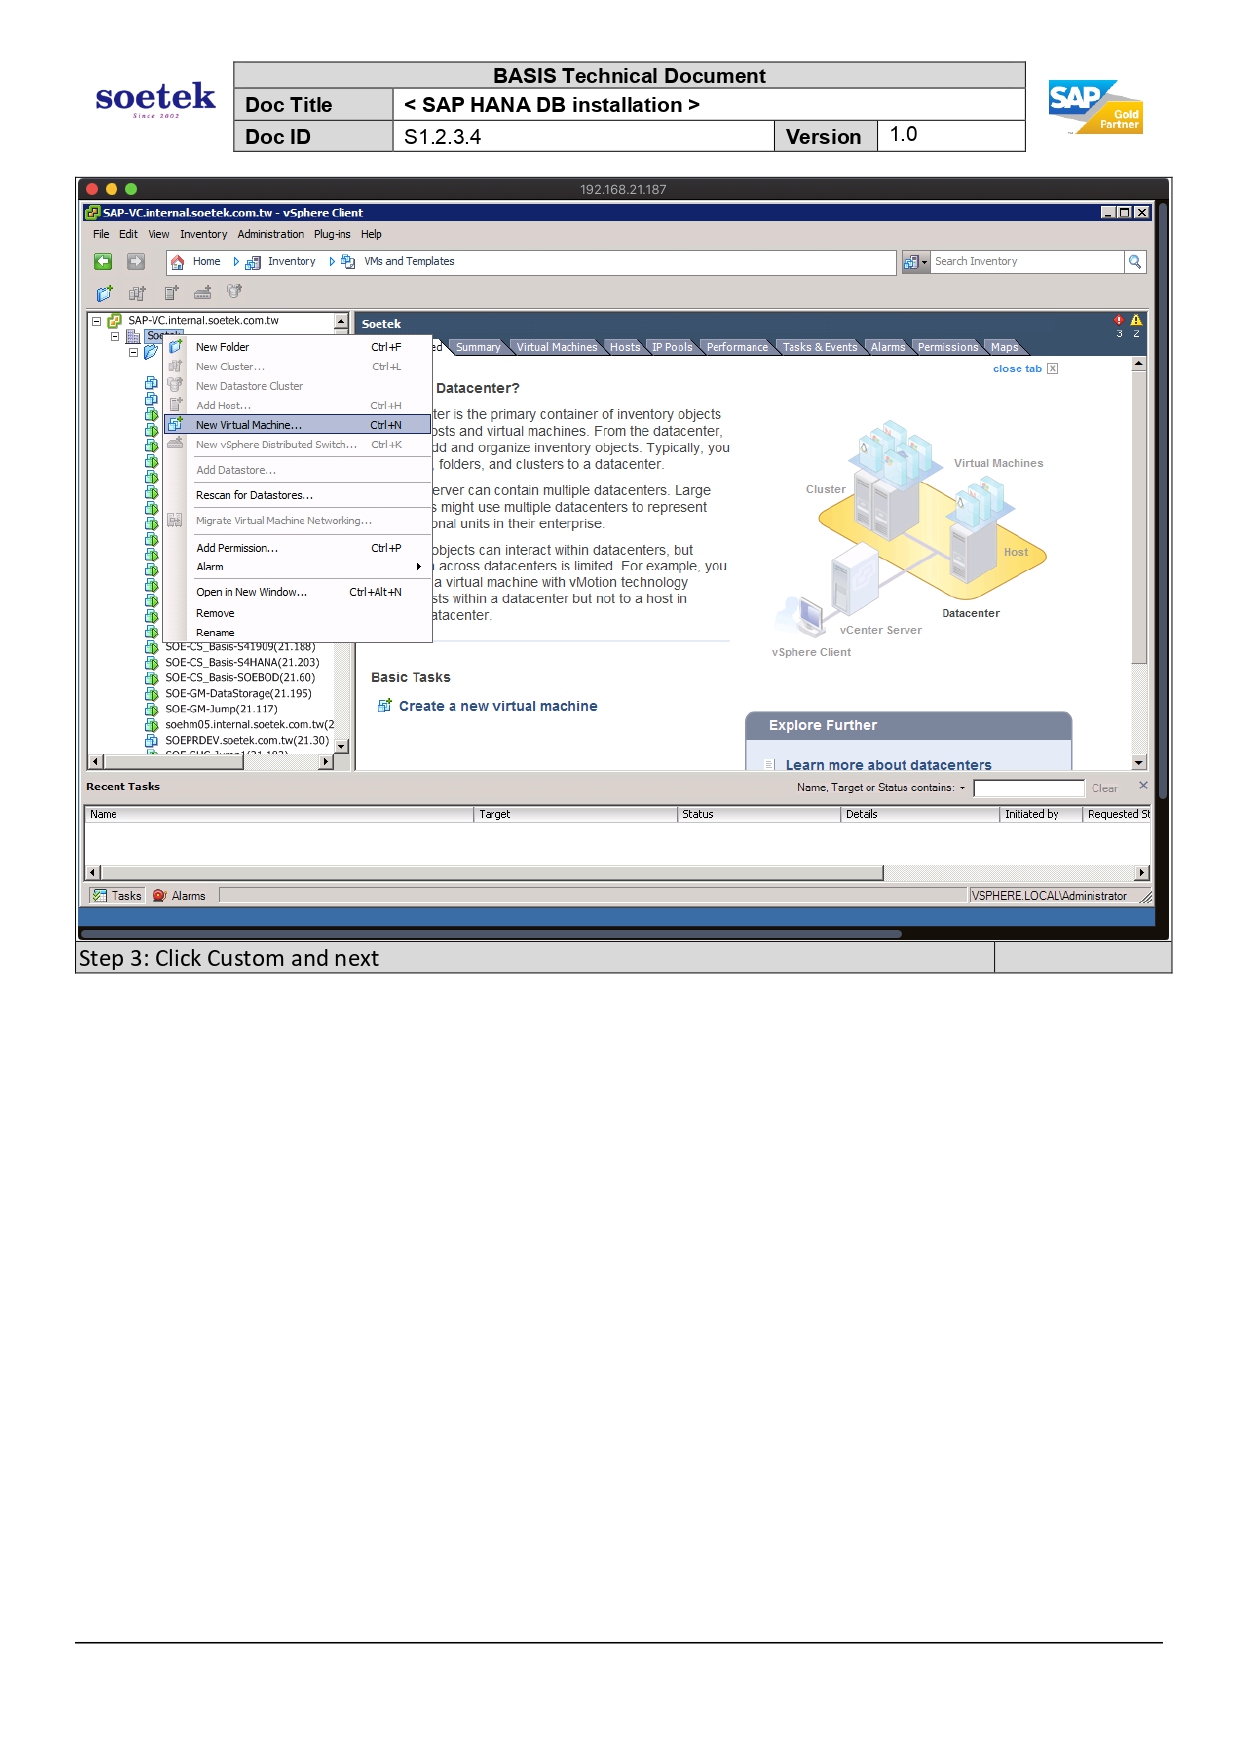 soetek
Since 2002
BASIS Technical Document
Doc Title < SAP HANA DB installation >
Doc ID S1.2.3.4 Version 1.0
SAP Gold Partner
192.168.21.187
SAP-VC.internal.soetek.com.tw - vSphere Client
File Edit View Inventory Administration Plug-ins Help
Home Inventory VMs and Templates Search Inventory
SAP-VC.internal.soetek.com.tw
Soetek
3 2
Summary Virtual Machines Hosts IP Pools Performance Tasks & Events Alarms Permissions Maps
close tab
New Folder Ctrl+F
New Cluster... Ctrl+L
New Datastore Cluster
Add Host... Ctrl+H
New Virtual Machine... Ctrl+N
New vSphere Distributed Switch... Ctrl+K
Add Datastore...
Rescan for Datastores...
Migrate Virtual Machine Networking...
Add Permission... Ctrl+P
Alarm
Open in New Window... Ctrl+Alt+N
Remove
Rename
SOE-CS_Basis-S41909(21.188)
SOE-CS_Basis-S4HANA(21.203)
SOE-CS_Basis-SOEBOD(21.60)
SOE-GM-DataStorage(21.195)
SOE-GM-Jump(21.117)
soehm05.internal.soetek.com.tw(2
SOEPRDEV.soetek.com.tw(21.30)
Datacenter?
ter is the primary container of inventory objects
osts and virtual machines. From the datacenter,
dd and organize inventory objects. Typically, you
, folders, and clusters to a datacenter.
erver can contain multiple datacenters. Large
s might use multiple datacenters to represent
onal units in their enterprise.
objects can interact within datacenters, but
across datacenters is limited. For example, you
a virtual machine with vMotion technology
sts within a datacenter but not to a host in
atacenter.
Virtual Machines
Cluster
Host
Datacenter
vCenter Server
vSphere Client
Basic Tasks
Create a new virtual machine
Explore Further
Learn more about datacenters
Recent Tasks Name, Target or Status contains: Clear
Name Target Status Details Initiated by Requested St
Tasks Alarms VSPHERE.LOCAL\Administrator
Step 3: Click Custom and next